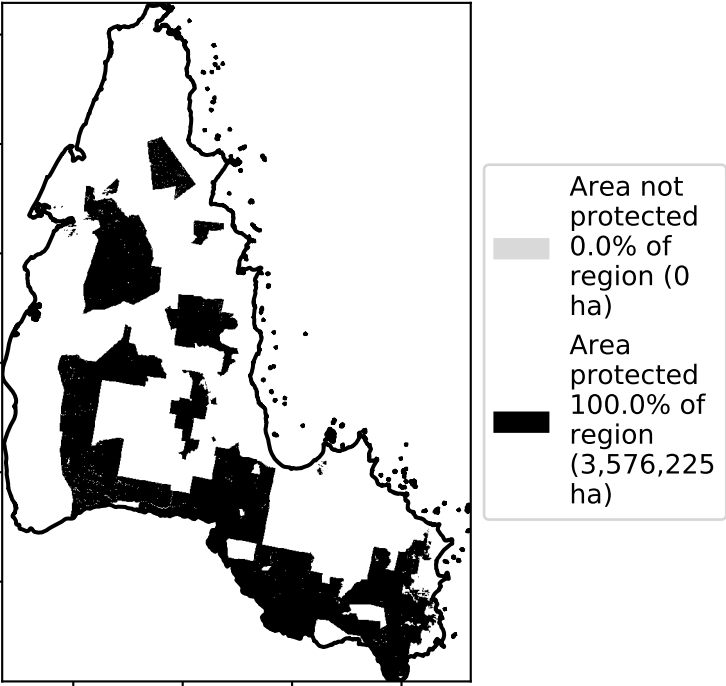 Area not
protected
0.0% of
region (0
ha)
Area
protected
100.0% of
region
(3,576,225
ha)